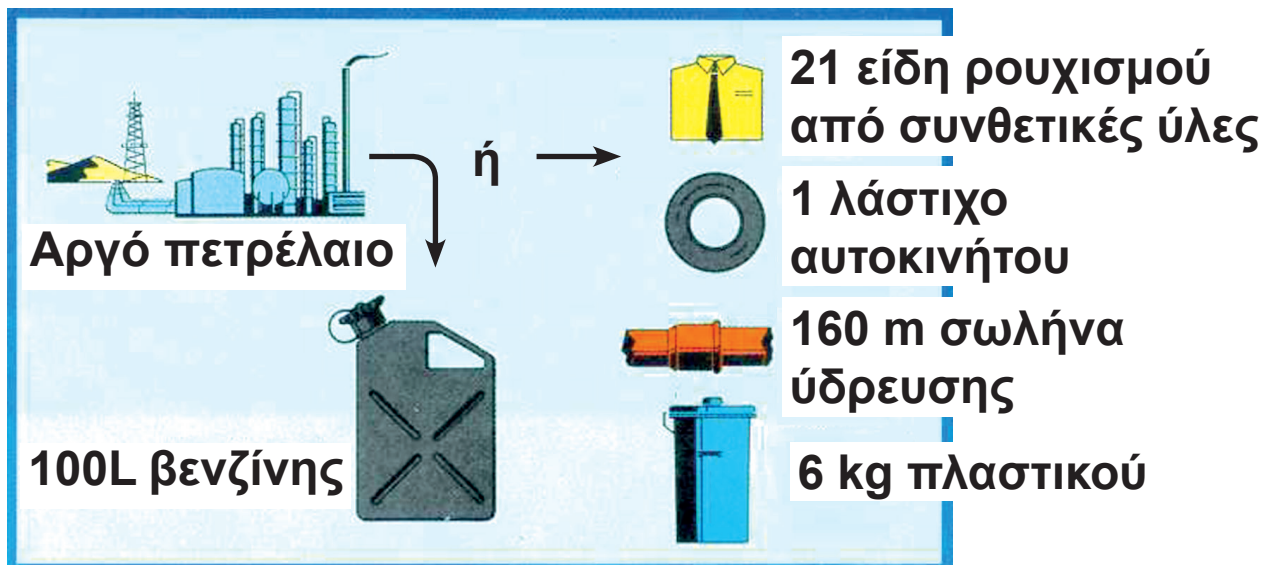 Αργό πετρέλαιο
ή
100L βενζίνης
21 είδη ρουχισμού
από συνθετικές ύλες
1 λάστιχο
αυτοκινήτου
160 m σωλήνα
ύδρευσης
6 kg πλαστικού